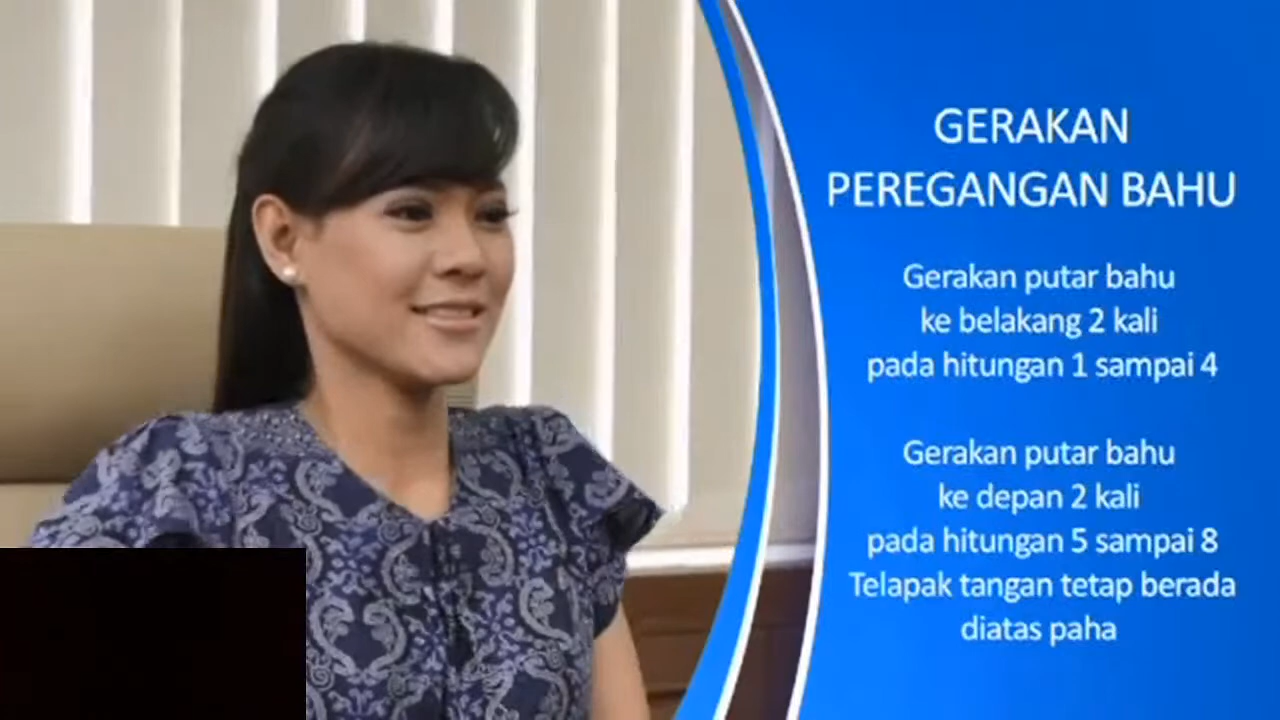 GERAKAN
PEREGANGAN BAHU
Gerakan putar bahu
ke belakang 2 kali
pada hitungan 1 sampai 4
Gerakan putar bahu
ke depan 2 kali
pada hitungan 5 sampai 8
Telapak tangan tetap berada
diatas paha